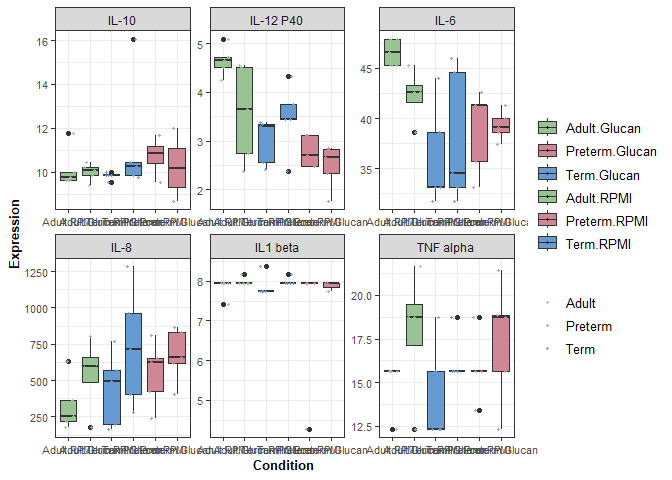 IL-10
IL-12 P40
IL-6
16
14
12
10
5
4
3
2
45
40
35
IL-8
IL1 beta
TNF alpha
1250
1000
750
500
250
8
7
6
5
20.0
17.5
15.0
12.5
Expression
Condition
Adult.Glucan
Preterm.Glucan
Term.Glucan
Adult.RPMI
Preterm.RPMI
Term.RPMI
Adult
Preterm
Term